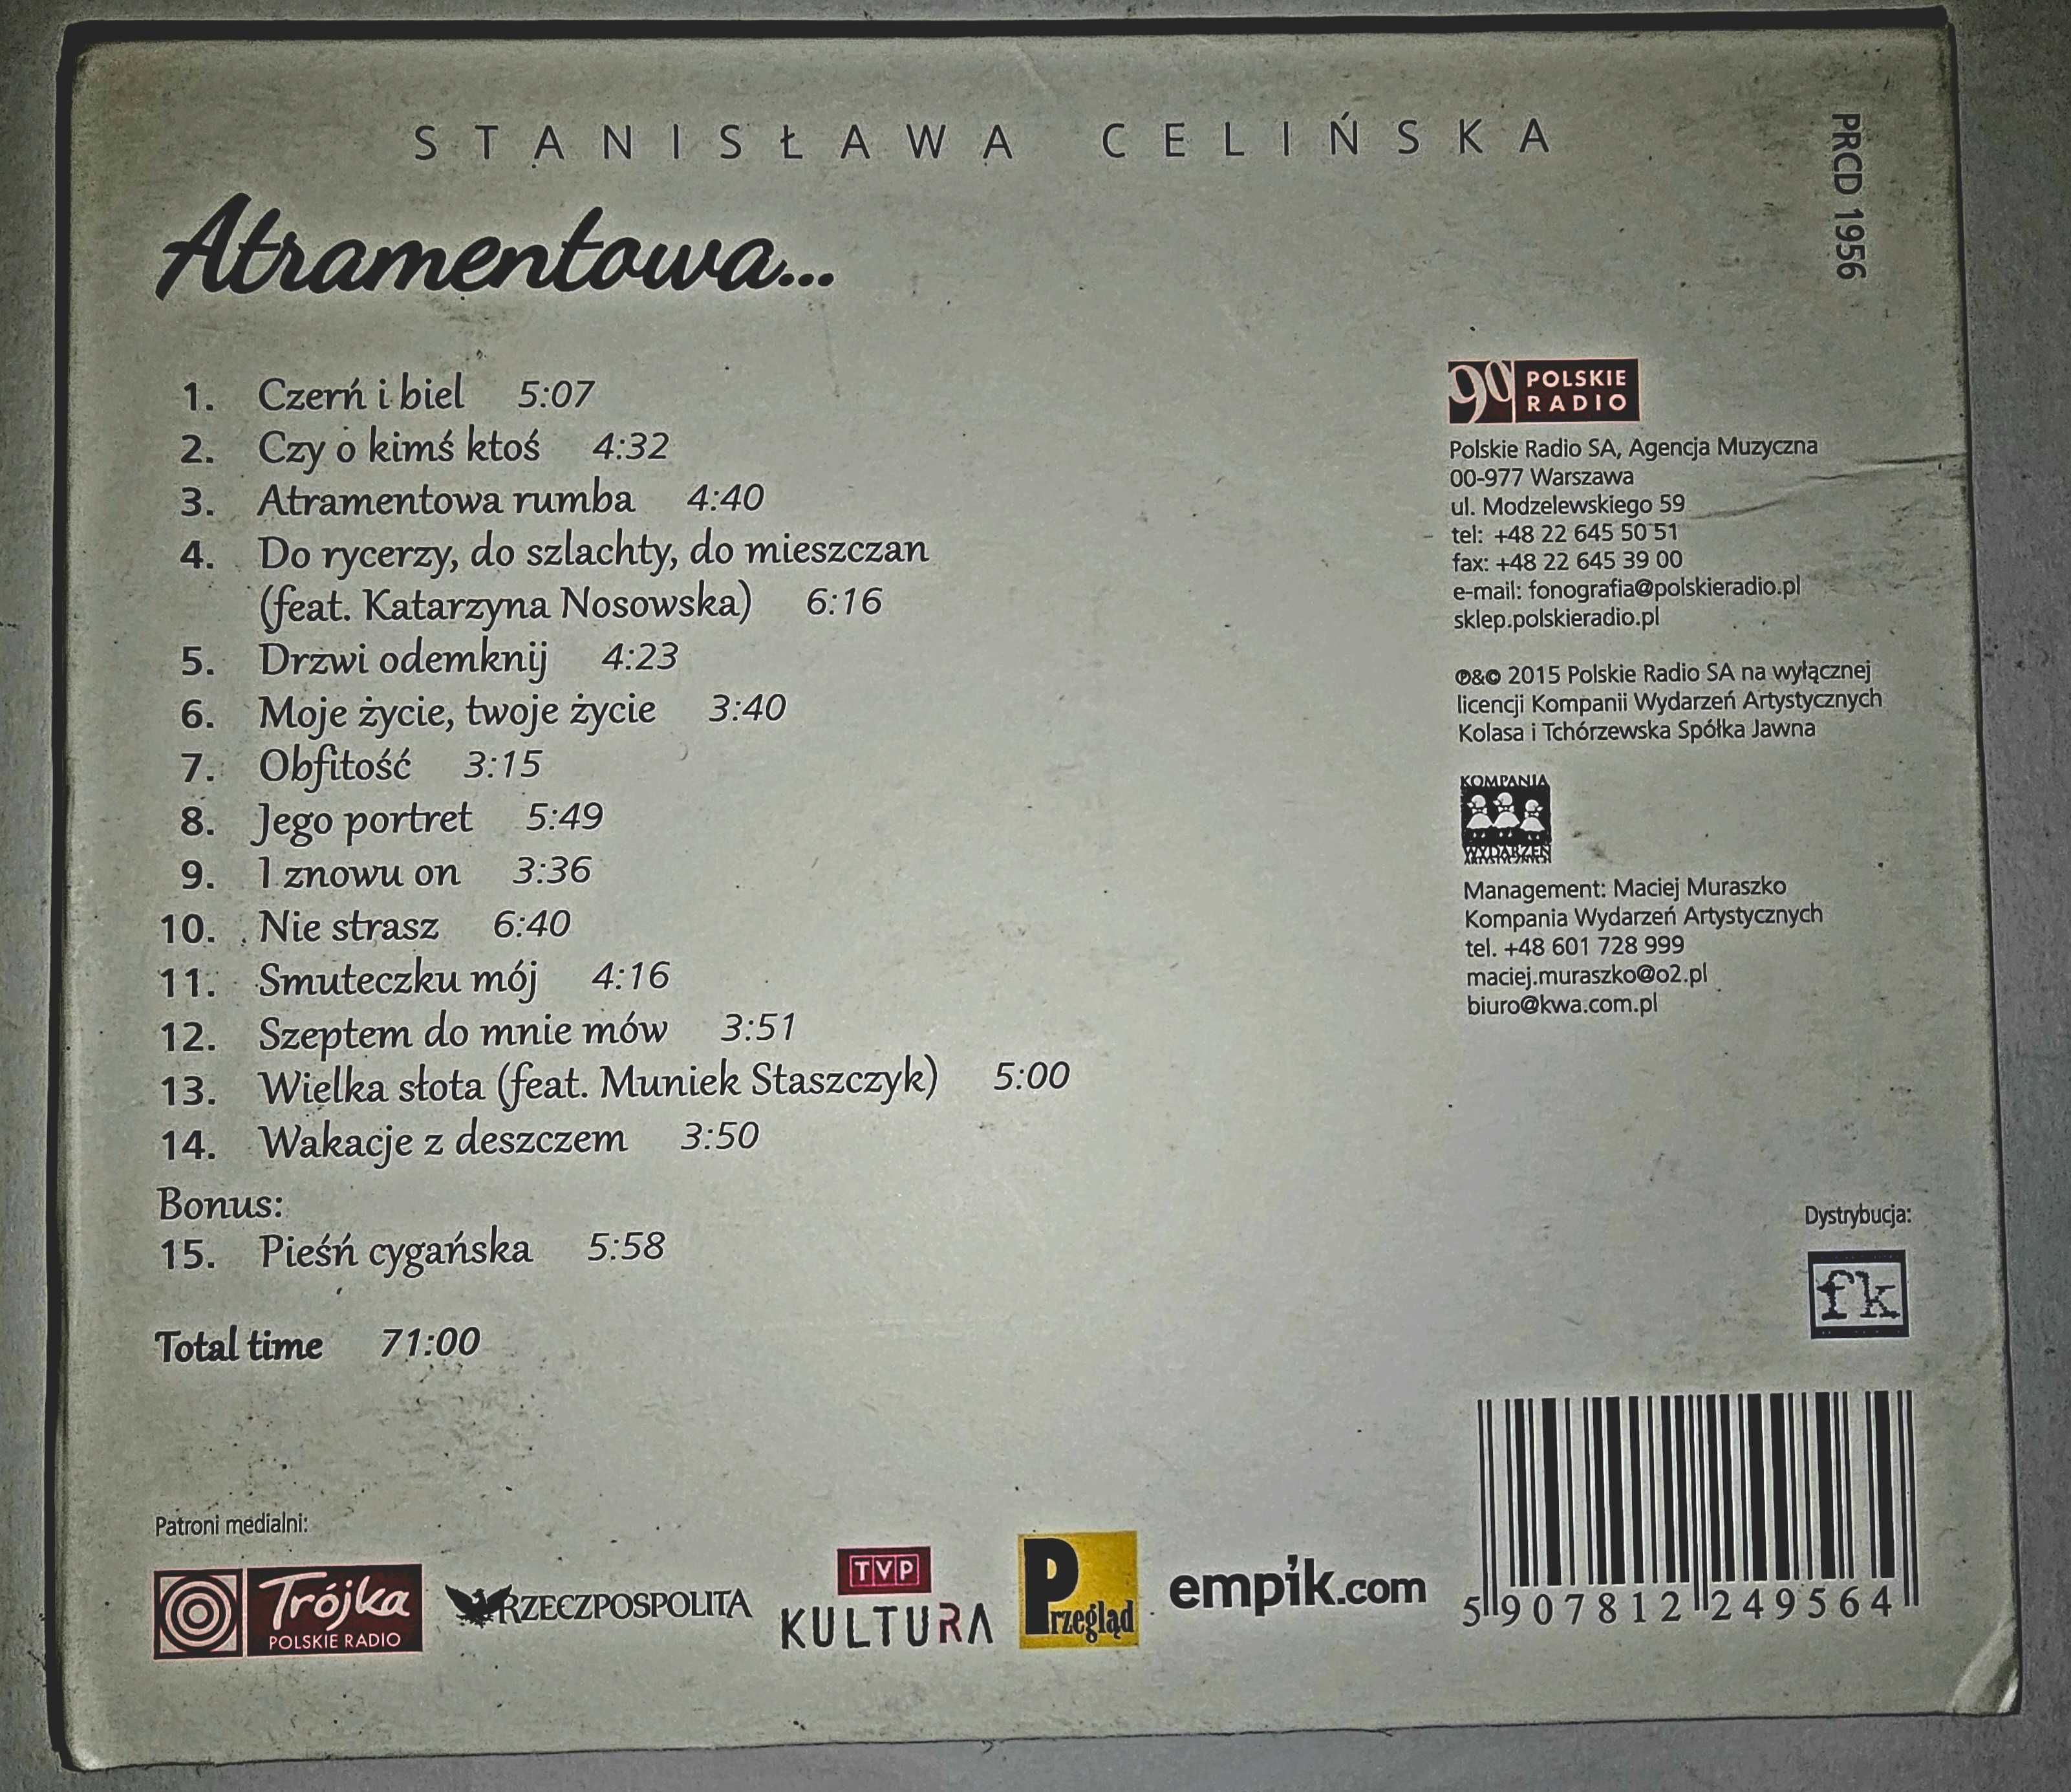 STANISŁAWA CELIŃSKA
Atramentowa...
PRCD 1956
1. Czerń i biel 5:07
2. Czy o kimś ktoś 4:32
3. Atramentowa rumba 4:40
4. Do rycerzy, do szlachty, do mieszczan
(feat. Katarzyna Nosowska) 6:16
5. Drzwi odemknij 4:23
6. Moje życie, twoje życie 3:40
7. Obfitość 3:15
8. Jego portret 5:49
9. I znowu on 3:36
10. Nie strasz 6:40
11. Smuteczku mój 4:16
12. Szeptem do mnie mów 3:51
13. Wielka słota (feat. Muniek Staszczyk) 5:00
14. Wakacje z deszczem 3:50
Bonus:
15. Pieśń cygańska 5:58
Total time 71:00
90 POLSKIE
RADIO
Polskie Radio SA, Agencja Muzyczna
00-977 Warszawa
ul. Modzelewskiego 59
tel: +48 22 645 50 51
fax: +48 22 645 39 00
e-mail: fonografia@polskieradio.pl
sklep.polskieradio.pl
℗&© 2015 Polskie Radio SA na wyłącznej
licencji Kompanii Wydarzeń Artystycznych
Kolasa i Tchórzewska Spółka Jawna
KOMPANIA
WYDARZEŃ
ARTYSTYCZNYCH
Management: Maciej Muraszko
Kompania Wydarzeń Artystycznych
tel. +48 601 728 999
maciej.muraszko@o2.pl
biuro@kwa.com.pl
Dystrybucja:
fk
Patroni medialni:
Trójka
POLSKIE RADIO
RZECZPOSPOLITA
TVP
KULTURA
Przegląd
empik.com
5 907812 249564